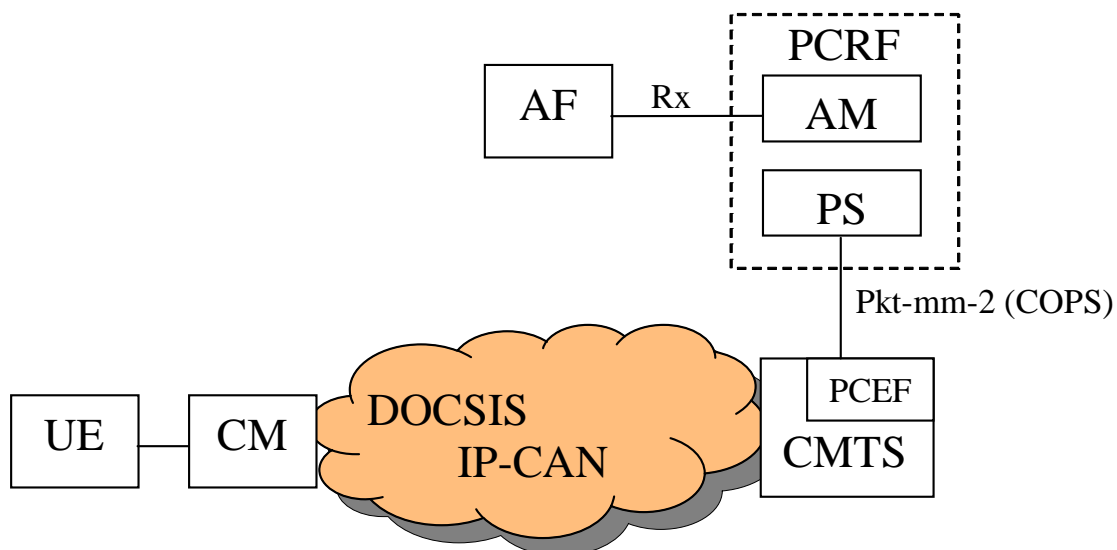 PCRF
AF
Rx
AM
PS
Pkt-mm-2 (COPS)
PCEF
DOCSIS
UE
CM
IP-CAN
CMTS